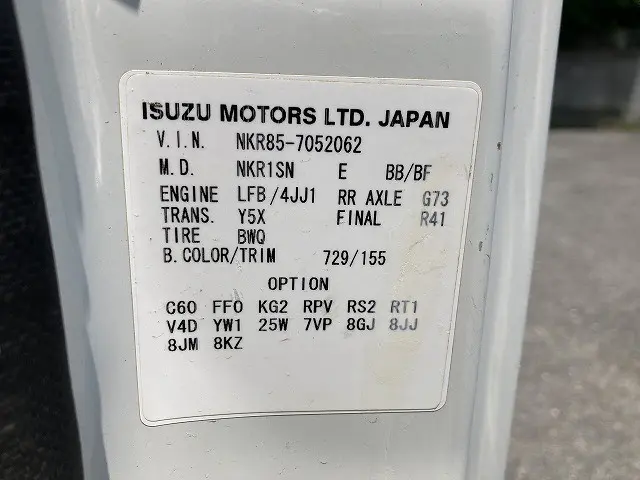 ISUZU MOTORS LTD. JAPAN
V.I.N. NKR85-7052062
M.D. NKR1SN E BB/BF
ENGINE LFB/4JJ1 RR AXLE G73
TRANS. Y5X FINAL R41
TIRE BWQ
B.COLOR/TRIM 729/155
OPTION
C60 FF0 KG2 RPV RS2 RT1
V4D YW1 25W 7VP 8GJ 8JJ
8JM 8KZ